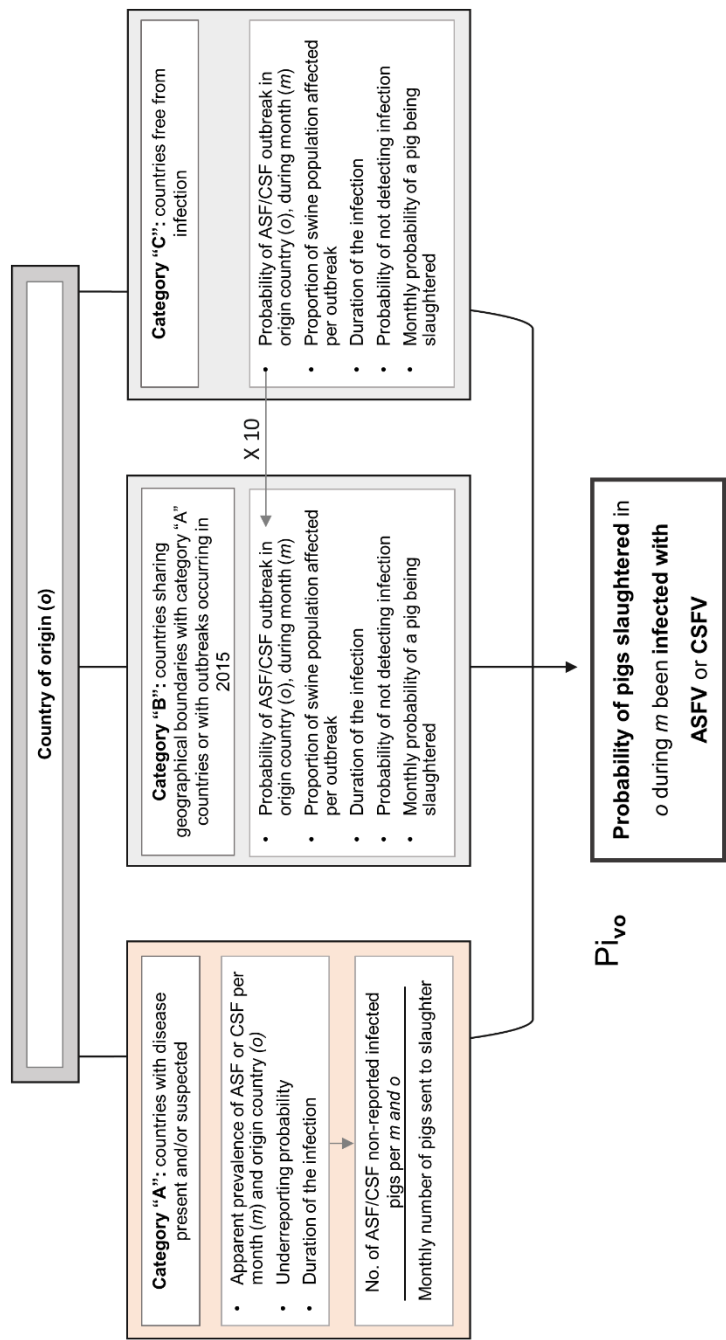 Country of origin (o)
Category "A": countries with disease
present and/or suspected
• Apparent prevalence of ASF or CSF per
month (m) and origin country (o)
• Underreporting probability
• Duration of the infection
No. of ASF/CSF non-reported infected
pigs per m and o
Monthly number of pigs sent to slaughter
Category "B": countries sharing
geographical boundaries with category "A"
countries or with outbreaks occurring in
2015
• Probability of ASF/CSF outbreak in
origin country (o), during month (m)
• Proportion of swine population affected
per outbreak
• Duration of the infection
• Probability of not detecting infection
• Monthly probability of a pig being
slaughtered
X 10
Category "C": countries free from
infection
• Probability of ASF/CSF outbreak in
origin country (o), during month (m)
• Proportion of swine population affected
per outbreak
• Duration of the infection
• Probability of not detecting infection
• Monthly probability of a pig being
slaughtered
Pivo
Probability of pigs slaughtered in
o during m been infected with
ASFV or CSFV